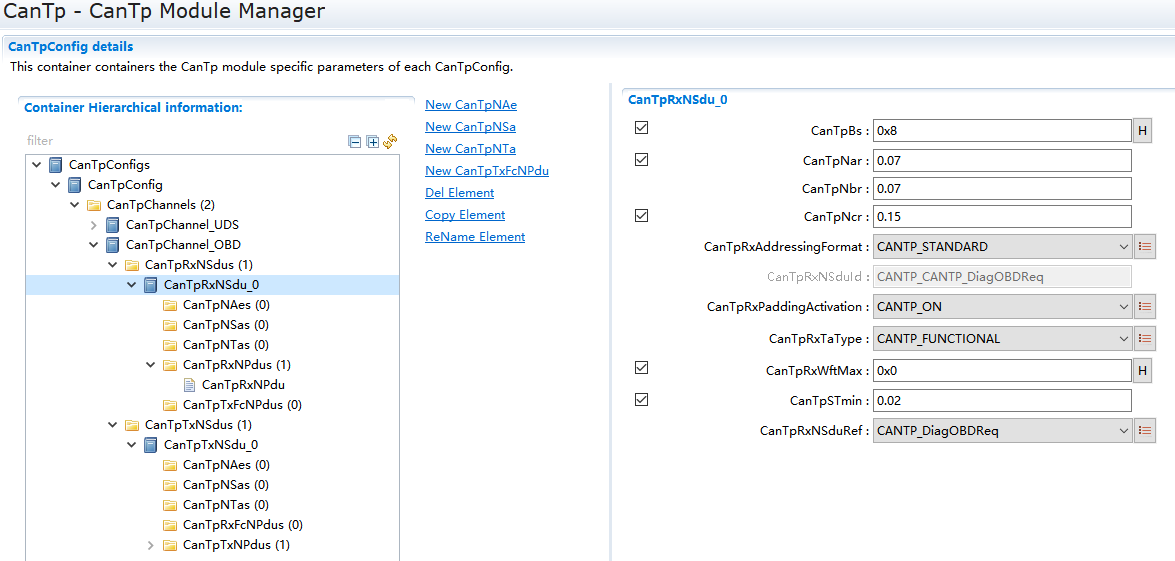 CanTp - CanTp Module Manager
CanTpConfig details
This container containers the CanTp module specific parameters of each CanTpConfig.
Container Hierarchical information:
filter
CanTpConfigs
CanTpConfig
CanTpChannels (2)
CanTpChannel_UDS
CanTpChannel_OBD
CanTpRxNSdus (1)
CanTpRxNSdu_0
CanTpNAes (0)
CanTpNSas (0)
CanTpNTas (0)
CanTpRxNPdus (1)
CanTpRxNPdu
CanTpTxFcNPdus (0)
CanTpTxNSdus (1)
CanTpTxNSdu_0
CanTpNAes (0)
CanTpNSas (0)
CanTpNTas (0)
CanTpRxFcNPdus (0)
CanTpTxNPdus (1)
New CanTpNAe
New CanTpNSa
New CanTpNTa
New CanTpTxFcNPdu
Del Element
Copy Element
ReName Element
CanTpRxNSdu_0
CanTpBs : 0x8 H
CanTpNar : 0.07
CanTpNbr : 0.07
CanTpNcr : 0.15
CanTpRxAddressingFormat : CANTP_STANDARD
CanTpRxNSduId : CANTP_CANTP_DiagOBDReq
CanTpRxPaddingActivation : CANTP_ON
CanTpRxTaType : CANTP_FUNCTIONAL
CanTpRxWftMax : 0x0 H
CanTpSTmin : 0.02
CanTpRxNSduRef : CANTP_DiagOBDReq